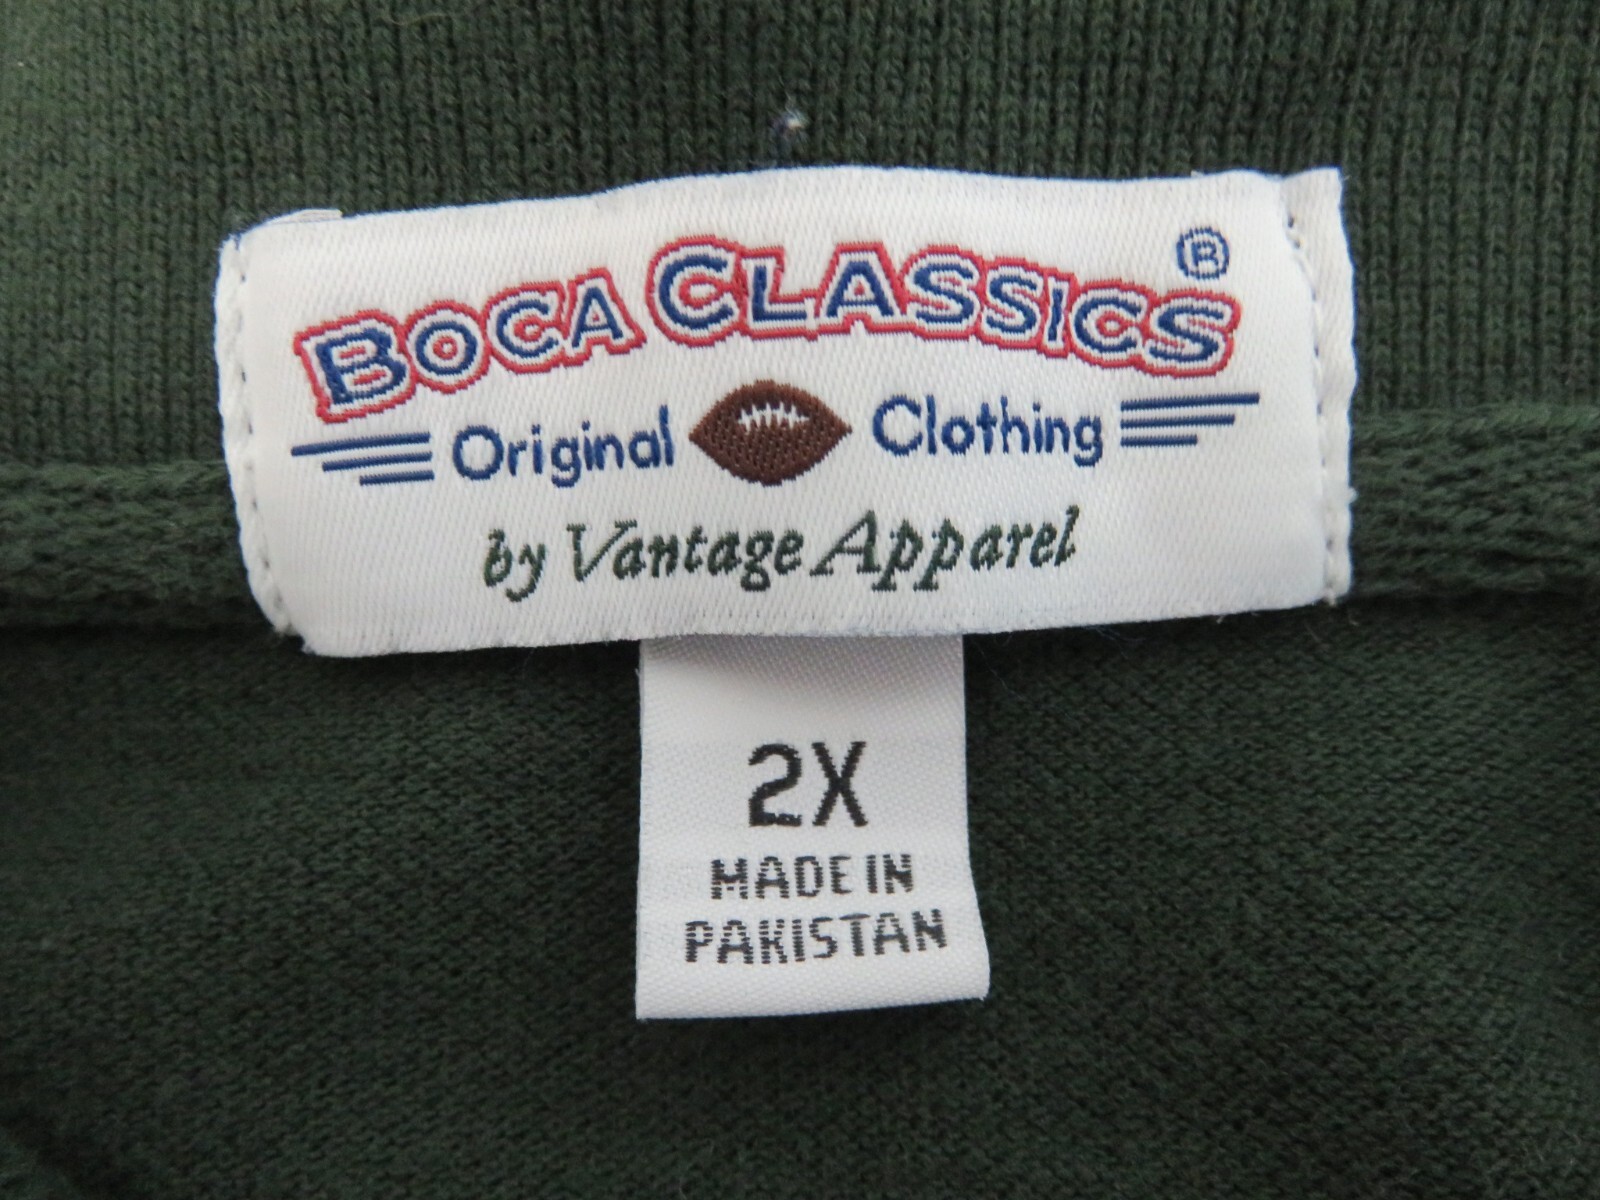 BOCA CLASSICS ®
Original Clothing
by Vantage Apparel
2X
MADE IN
PAKISTAN